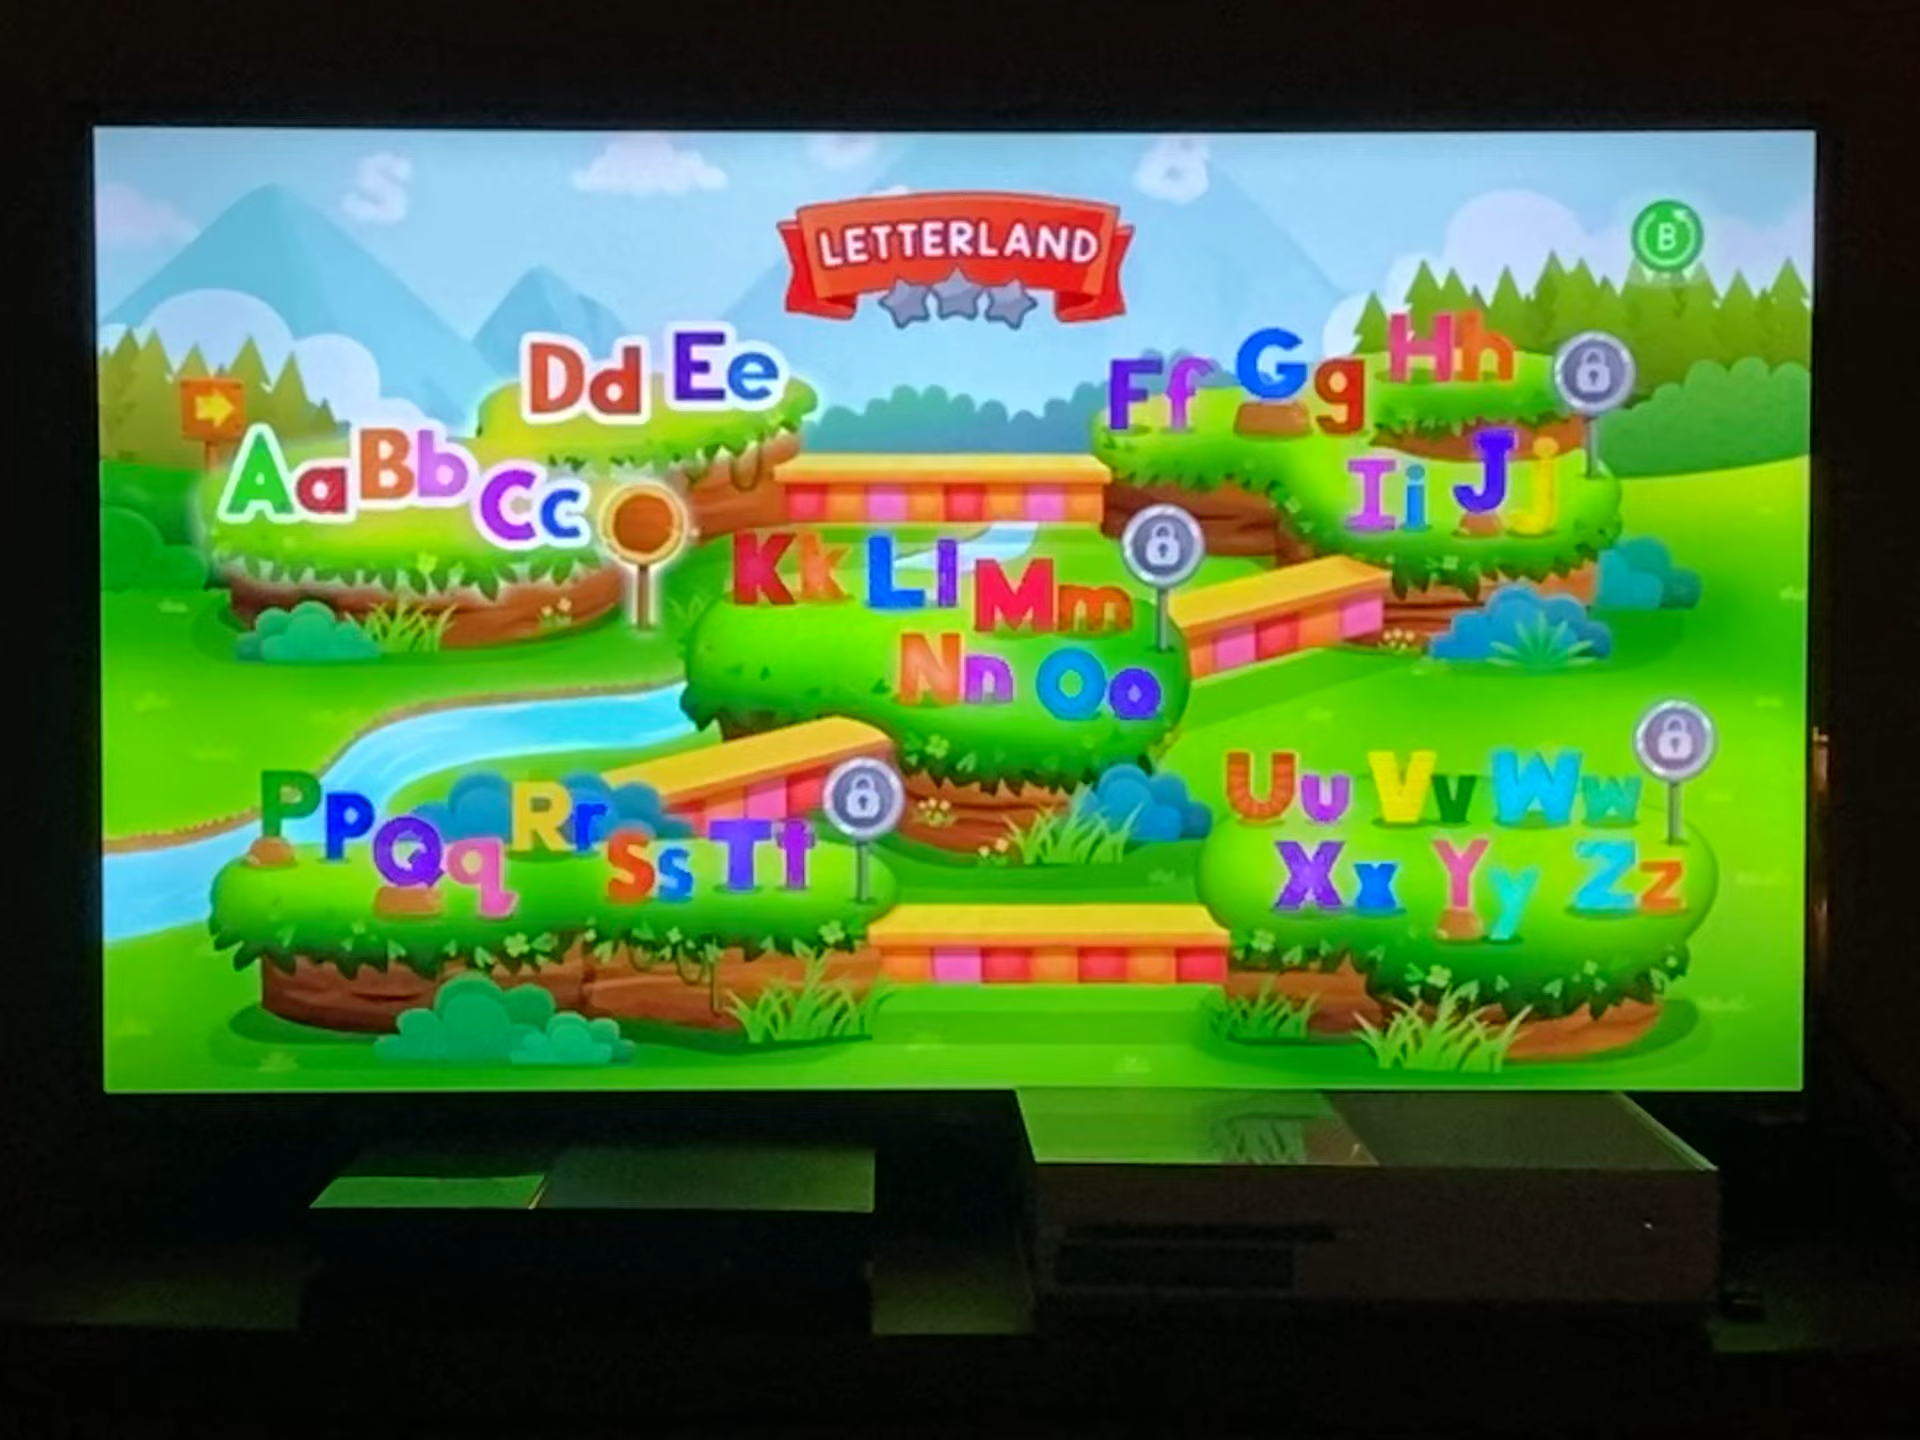 S
8
LETTERLAND
B
Dd Ee
Aa Bb Cc
Ff Gg Hh
Ii Jj
Kk Ll Mm
Nn Oo
Pp Qq Rr Ss Tt
Uu Vv Ww
Xx Yy Zz